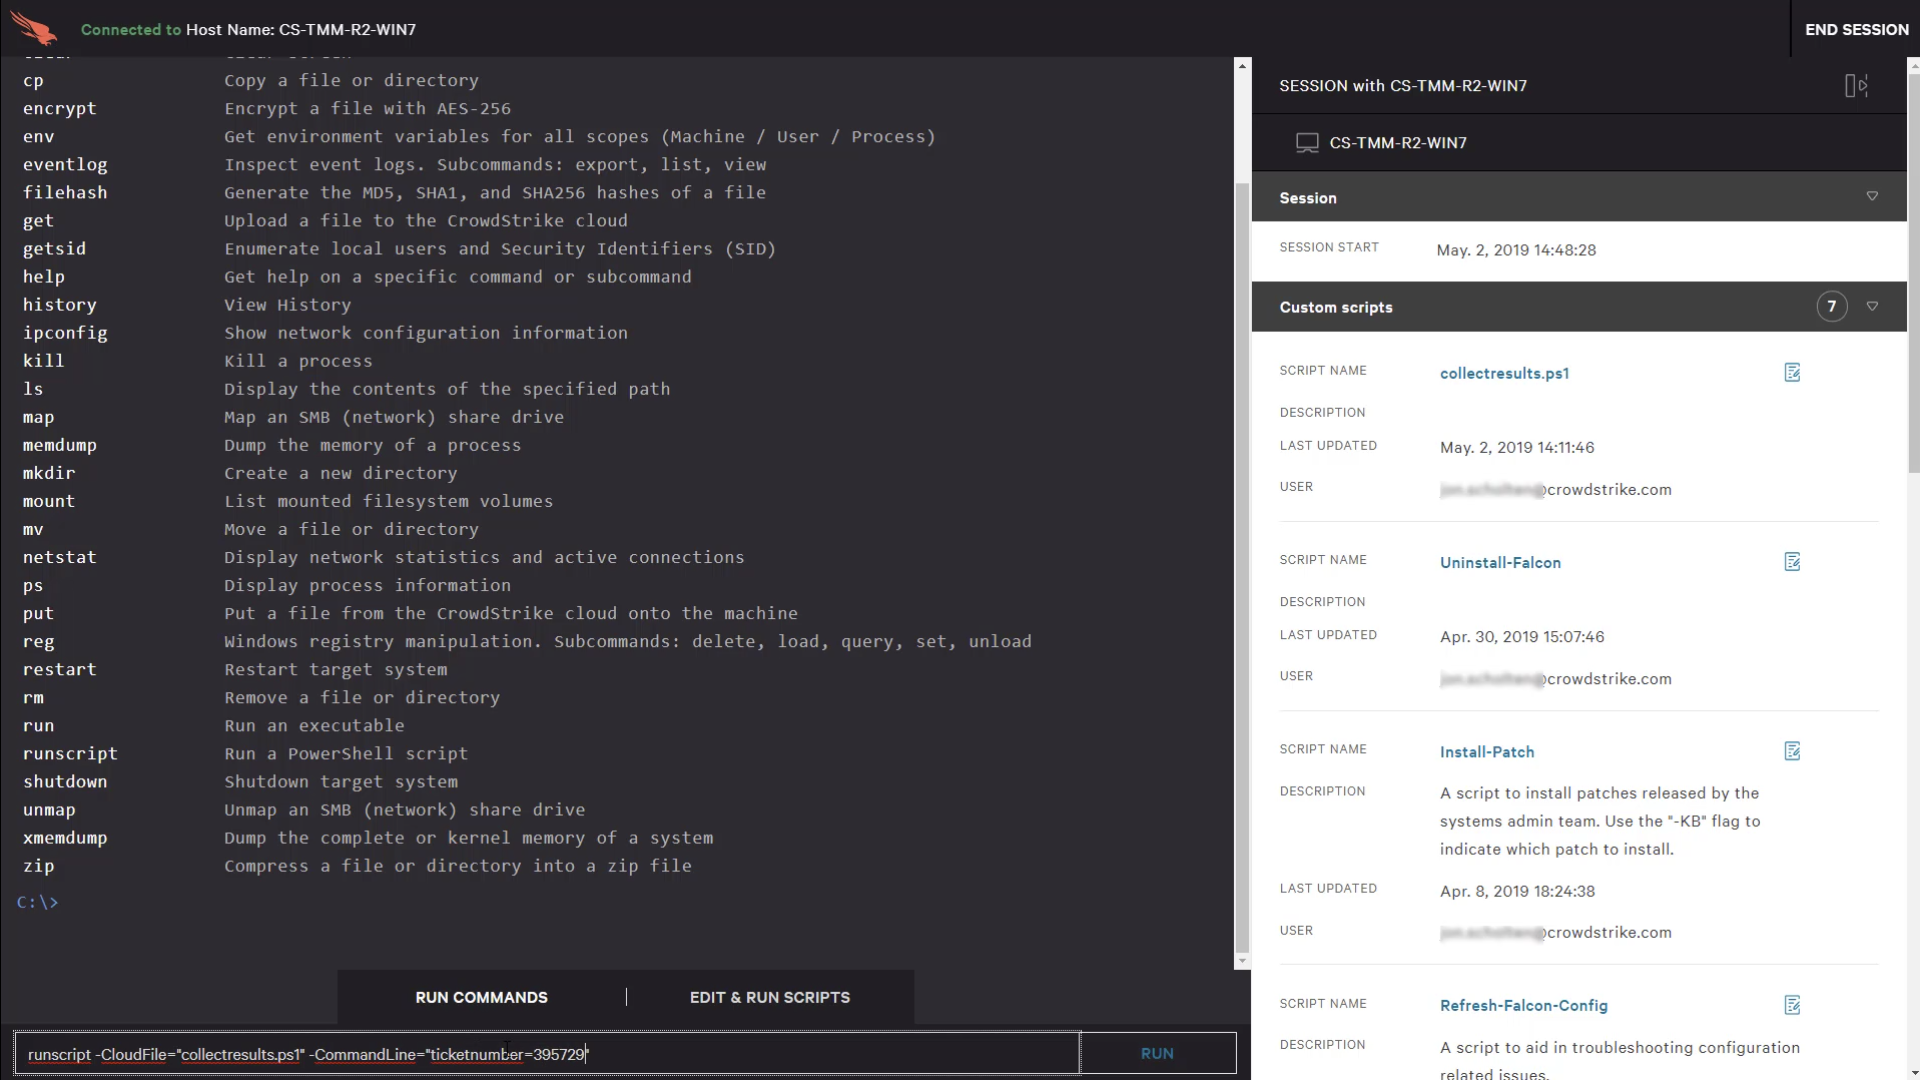 Connected to Host Name: CS-TMM-R2-WIN7
END SESSION
cp Copy a file or directory
encrypt Encrypt a file with AES-256
env Get environment variables for all scopes (Machine / User / Process)
eventlog Inspect event logs. Subcommands: export, list, view
filehash Generate the MD5, SHA1, and SHA256 hashes of a file
get Upload a file to the CrowdStrike cloud
getsid Enumerate local users and Security Identifiers (SID)
help Get help on a specific command or subcommand
history View History
ipconfig Show network configuration information
kill Kill a process
ls Display the contents of the specified path
map Map an SMB (network) share drive
memdump Dump the memory of a process
mkdir Create a new directory
mount List mounted filesystem volumes
mv Move a file or directory
netstat Display network statistics and active connections
ps Display process information
put Put a file from the CrowdStrike cloud onto the machine
reg Windows registry manipulation. Subcommands: delete, load, query, set, unload
restart Restart target system
rm Remove a file or directory
run Run an executable
runscript Run a PowerShell script
shutdown Shutdown target system
unmap Unmap an SMB (network) share drive
xmemdump Dump the complete or kernel memory of a system
zip Compress a file or directory into a zip file
C:\>
RUN COMMANDS
EDIT & RUN SCRIPTS
runscript -CloudFile="collectresults.ps1" -CommandLine="ticketnumber=395729"
RUN
SESSION with CS-TMM-R2-WIN7
CS-TMM-R2-WIN7
Session
SESSION START May. 2, 2019 14:48:28
Custom scripts 7
SCRIPT NAME collectresults.ps1
DESCRIPTION
LAST UPDATED May. 2, 2019 14:11:46
USER @crowdstrike.com
SCRIPT NAME Uninstall-Falcon
DESCRIPTION
LAST UPDATED Apr. 30, 2019 15:07:46
USER @crowdstrike.com
SCRIPT NAME Install-Patch
DESCRIPTION A script to install patches released by the
systems admin team. Use the "-KB" flag to
indicate which patch to install.
LAST UPDATED Apr. 8, 2019 18:24:38
USER @crowdstrike.com
SCRIPT NAME Refresh-Falcon-Config
DESCRIPTION A script to aid in troubleshooting configuration
related issues.